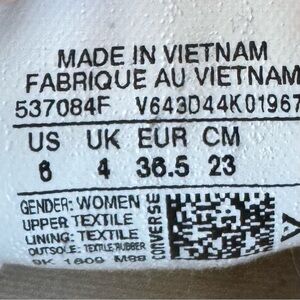 MADE IN VIETNAM
FABRIQUE AU VIETNAM
537084F V643D44K01967
US UK EUR CM
6 4 36.5 23
GENDER: WOMEN
UPPER TEXTILE
LINING: TEXTILE
OUTSOLE: TEXTILE/RUBBER
CONVERSE